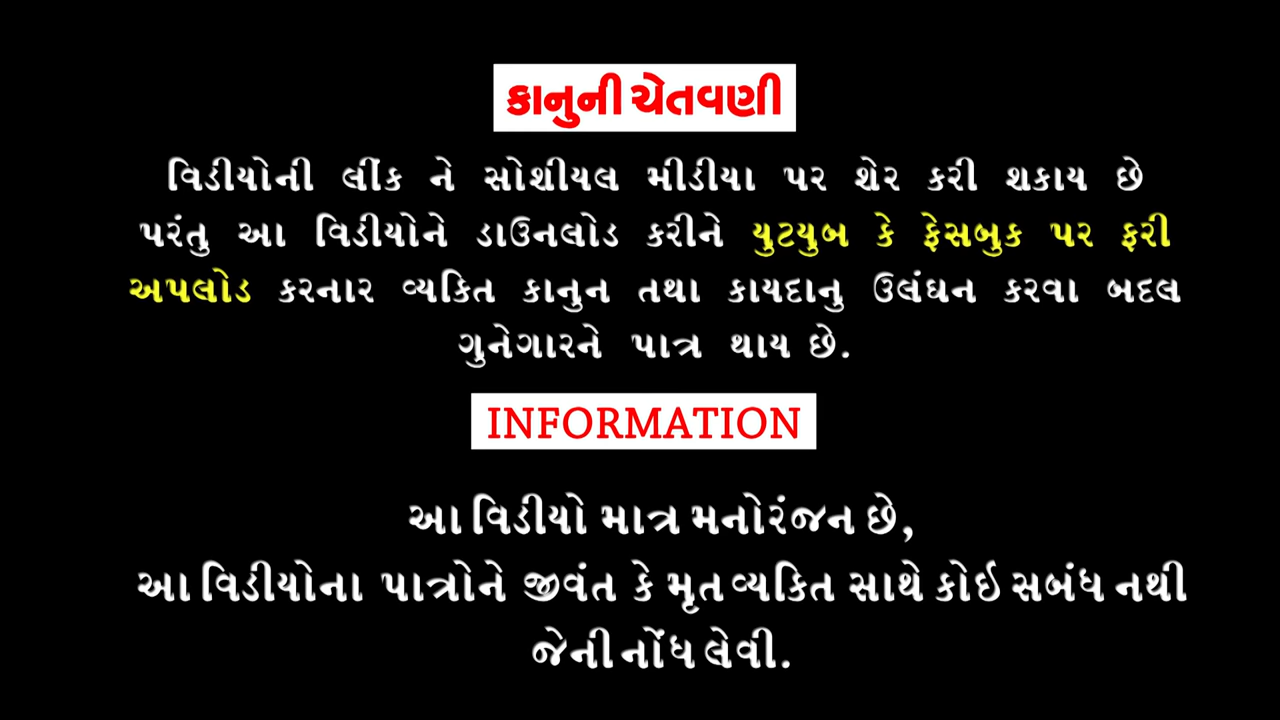 કાનુની ચેતવણી
વિડીયોની લીંક ને સોશીયલ મીડીયા પર શેર કરી શકાય છે
પરંતુ આ વિડીયોને ડાઉનલોડ કરીને યુટયુબ કે ફેસબુક પર ફરી
અપલોડ કરનાર વ્યકિત કાનુન તથા કાયદાનુ ઉલંઘન કરવા બદલ
ગુનેગારને પાત્ર થાય છે.
INFORMATION
આ વિડીયો માત્ર મનોરંજન છે,
આ વિડીયોના પાત્રોને જીવંત કે મૃત વ્યકિત સાથે કોઇ સબંધ નથી
જેની નોંધ લેવી.